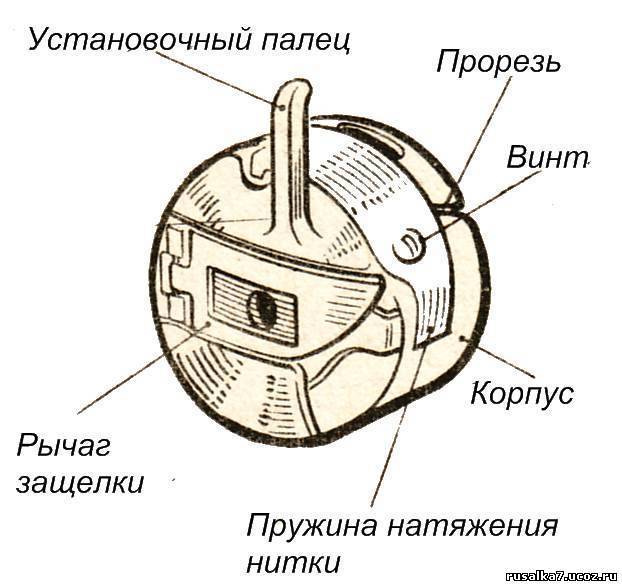 Установочный палец
Прорезь
Винт
Корпус
Рычаг
защелки
Пружина натяжения
нитки
rusalka7.ucoz.ru